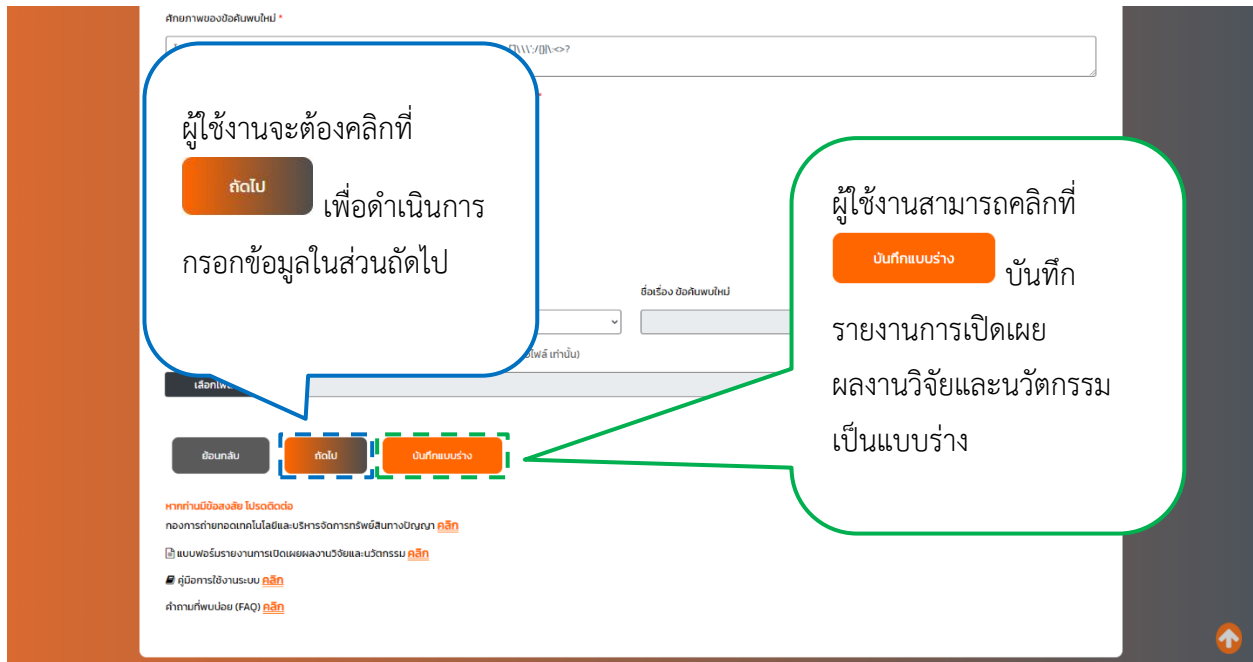 ศักยภาพของข้อค้นพบใหม่ *
[]\\\';/{}|\:<>?
ผู้ใช้งานจะต้องคลิกที่
ถัดไป
เพื่อดำเนินการ
กรอกข้อมูลในส่วนถัดไป
ผู้ใช้งานสามารถคลิกที่
บันทึกแบบร่าง
บันทึก
รายงานการเปิดเผย
ผลงานวิจัยและนวัตกรรม
เป็นแบบร่าง
ชื่อเรื่อง ข้อค้นพบใหม่
ไฟล์ เท่านั้น)
เลือกไฟล์
ย้อนกลับ ถัดไป บันทึกแบบร่าง
หากท่านมีข้อสงสัย โปรดติดต่อ
กองการถ่ายทอดเทคโนโลยีและบริหารจัดการทรัพย์สินทางปัญญา คลิก
แบบฟอร์มรายงานการเปิดเผยผลงานวิจัยและนวัตกรรม คลิก
คู่มือการใช้งานระบบ คลิก
คำถามที่พบบ่อย (FAQ) คลิก